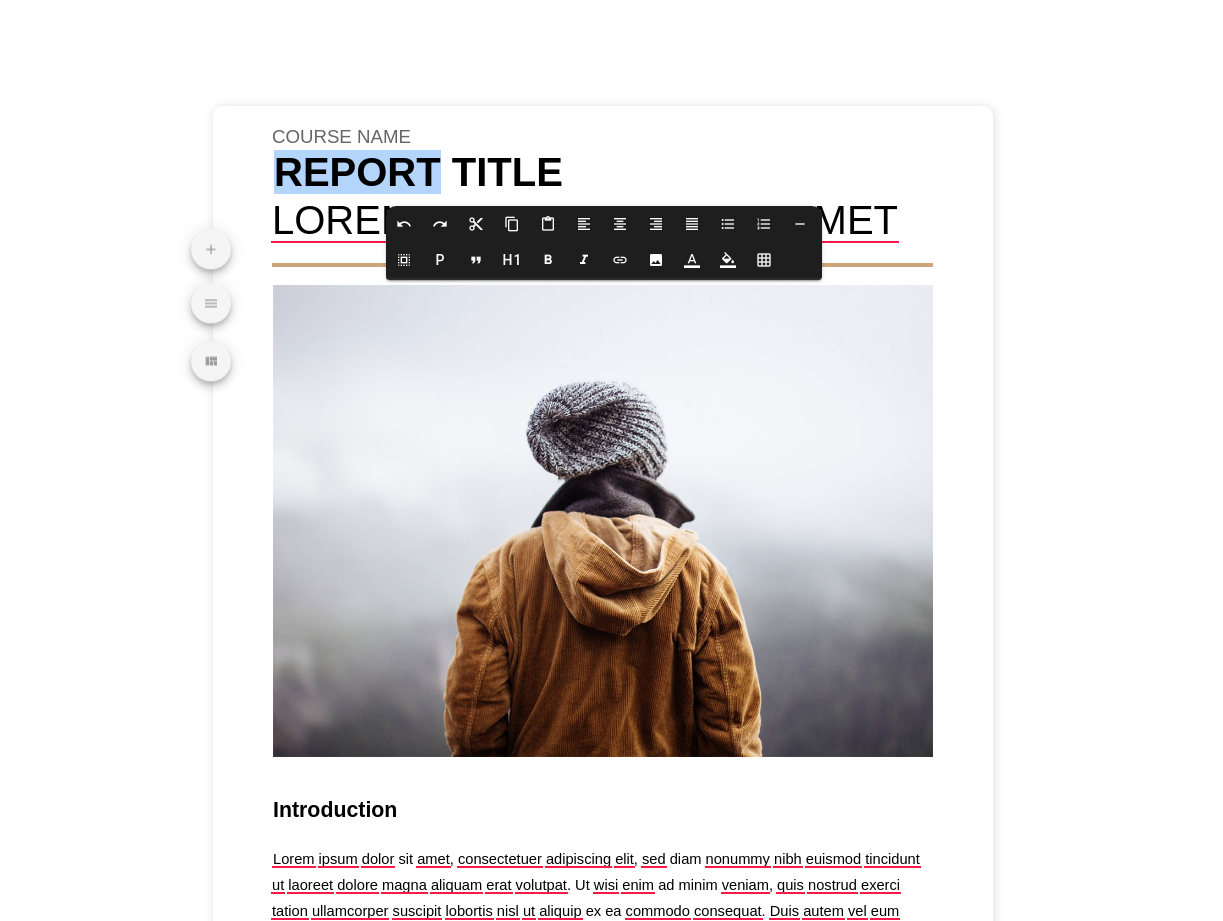 COURSE NAME
REPORT TITLE
LOREM MET
P H1 B I A
Introduction
Lorem ipsum dolor sit amet, consectetuer adipiscing elit, sed diam nonummy nibh euismod tincidunt
ut laoreet dolore magna aliquam erat volutpat. Ut wisi enim ad minim veniam, quis nostrud exerci
tation ullamcorper suscipit lobortis nisl ut aliquip ex ea commodo consequat. Duis autem vel eum